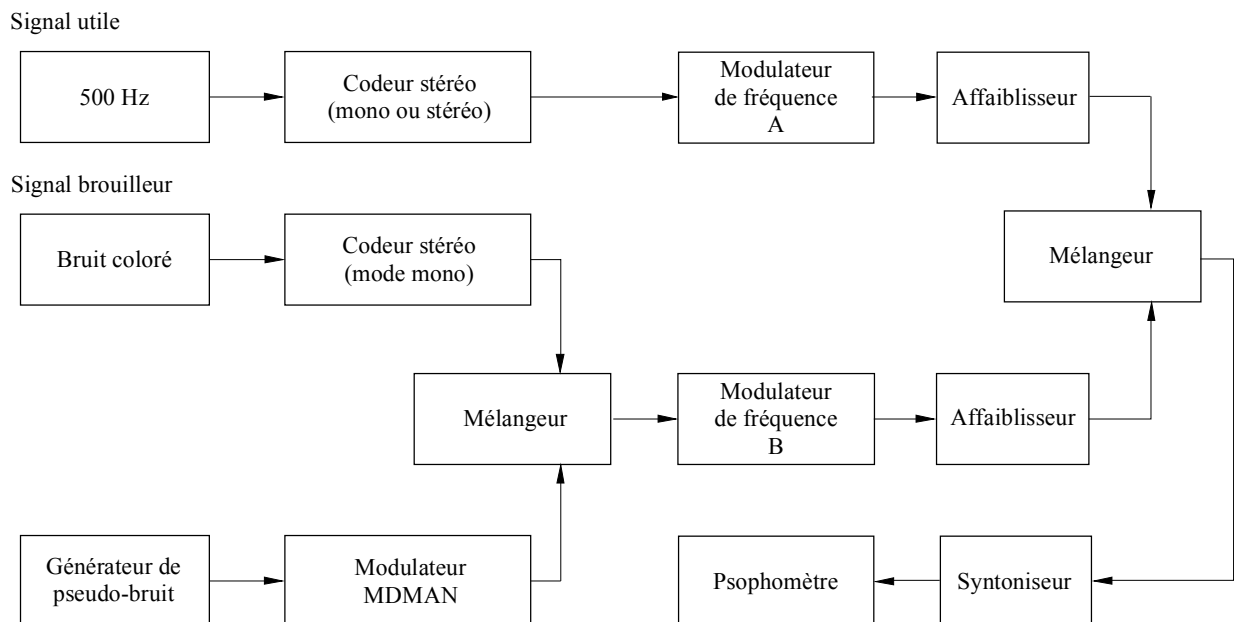 Signal utile
500 Hz
Codeur stéréo
(mono ou stéréo)
Modulateur
de fréquence
A
Affaiblisseur
Signal brouilleur
Bruit coloré
Codeur stéréo
(mode mono)
Mélangeur
Mélangeur
Modulateur
de fréquence
B
Affaiblisseur
Générateur de
pseudo-bruit
Modulateur
MDMAN
Psophomètre
Syntoniseur